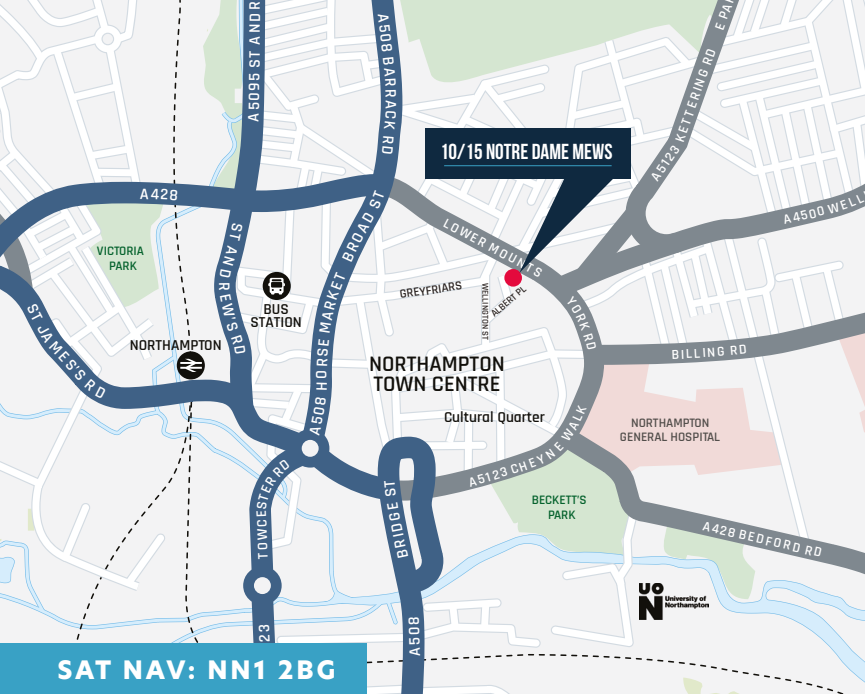 A5095 ST ANDR
A508 BARRACK RD
E PA
A5123 KETTERING RD
10/15 NOTRE DAME MEWS
A428
A4500 WELL
LOWER MOUNTS
BROAD ST
ST ANDREW'S RD
VICTORIA
PARK
GREYFRIARS
WELLINGTON ST
ALBERT PL
BUS
STATION
YORK RD
ST JAMES'S RD
NORTHAMPTON
A508 HORSE MARKET
BILLING RD
NORTHAMPTON
TOWN CENTRE
Cultural Quarter
NORTHAMPTON
GENERAL HOSPITAL
A5123 CHEYNE WALK
TOWCESTER RD
BRIDGE ST
BECKETT'S
PARK
A428 BEDFORD RD
UO
N
University of
Northampton
23
A508
SAT NAV: NN1 2BG